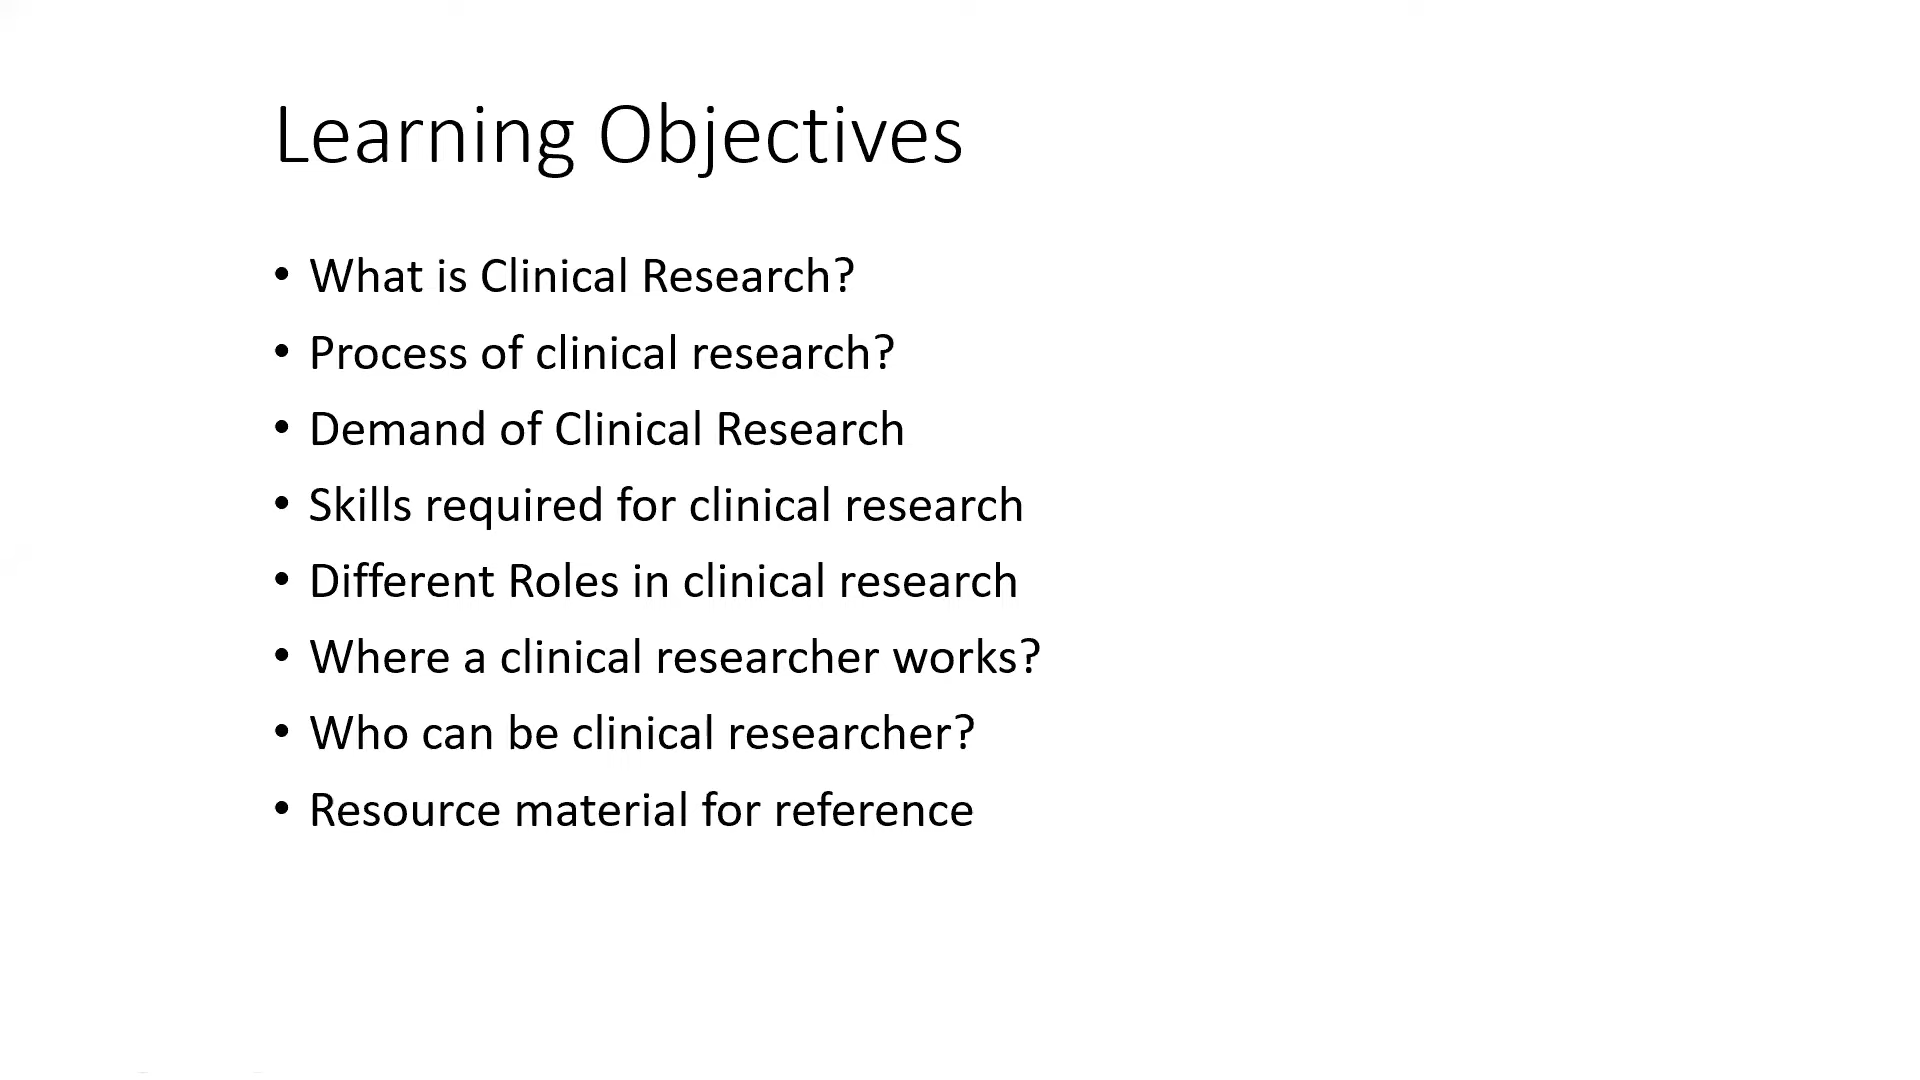 Learning Objectives
• What is Clinical Research?
• Process of clinical research?
• Demand of Clinical Research
• Skills required for clinical research
• Different Roles in clinical research
• Where a clinical researcher works?
• Who can be clinical researcher?
• Resource material for reference